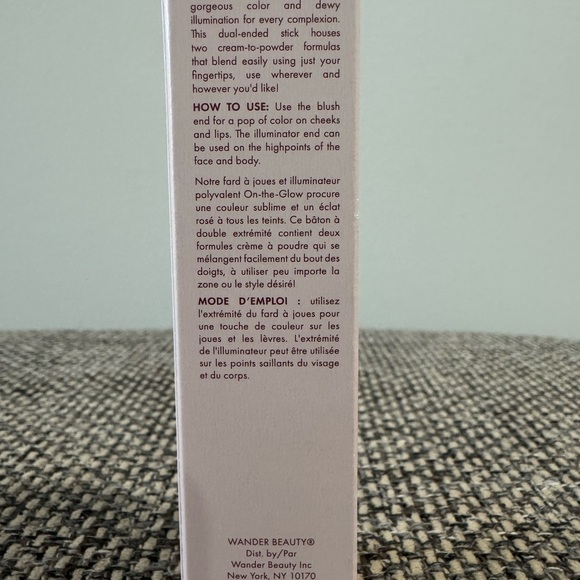 gorgeous color and dewy
illumination for every complexion.
This dual-ended stick houses
two cream-to-powder formulas
that blend easily using just your
fingertips, use wherever and
however you'd like!
HOW TO USE: Use the blush
end for a pop of color on cheeks
and lips. The illuminator end can
be used on the highpoints of the
face and body.
Notre fard à joues et illuminateur
polyvalent On-the-Glow procure
une couleur sublime et un éclat
rosé à tous les teints. Ce bâton à
double extrémité contient deux
formules crème à poudre qui se
mélangent facilement du bout des
doigts, à utiliser peu importe la
zone ou le style désiré!
MODE D'EMPLOI : utilisez
l'extrémité du fard à joues pour
une touche de couleur sur les
joues et les lèvres. L'extrémité
de l'illuminateur peut être utilisée
sur les points saillants du visage
et du corps.
WANDER BEAUTY®
Dist. by/Par
Wander Beauty Inc
New York, NY 10170